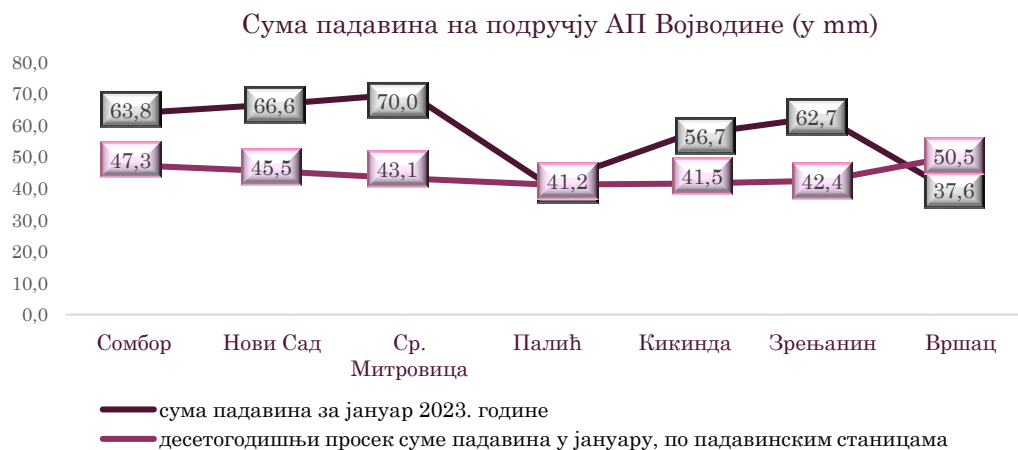 Сума падавина на подручју АП Војводине (у mm)
80,0
70,0
60,0
50,0
40,0
30,0
20,0
10,0
0,0
63,8
66,6
70,0
56,7
62,7
37,6
47,3
45,5
43,1
41,2
41,5
42,4
50,5
Сомбор
Нови Сад
Ср.
Митровица
Палић
Кикинда
Зрењанин
Вршац
сума падавина за јануар 2023. године
десетогодишњи просек суме падавина у јануару, по падавинским станицама